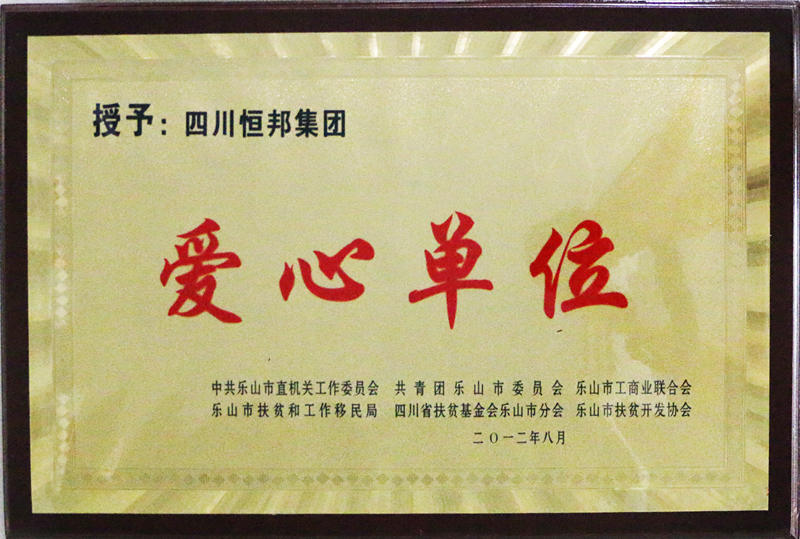 授予：四川恒邦集团
爱心单位
中共乐山市直机关工作委员会 共青团乐山市委员会 乐山市工商业联合会
乐山市扶贫和工作移民局 四川省扶贫基金会乐山市分会 乐山市扶贫开发协会
二〇一二年八月